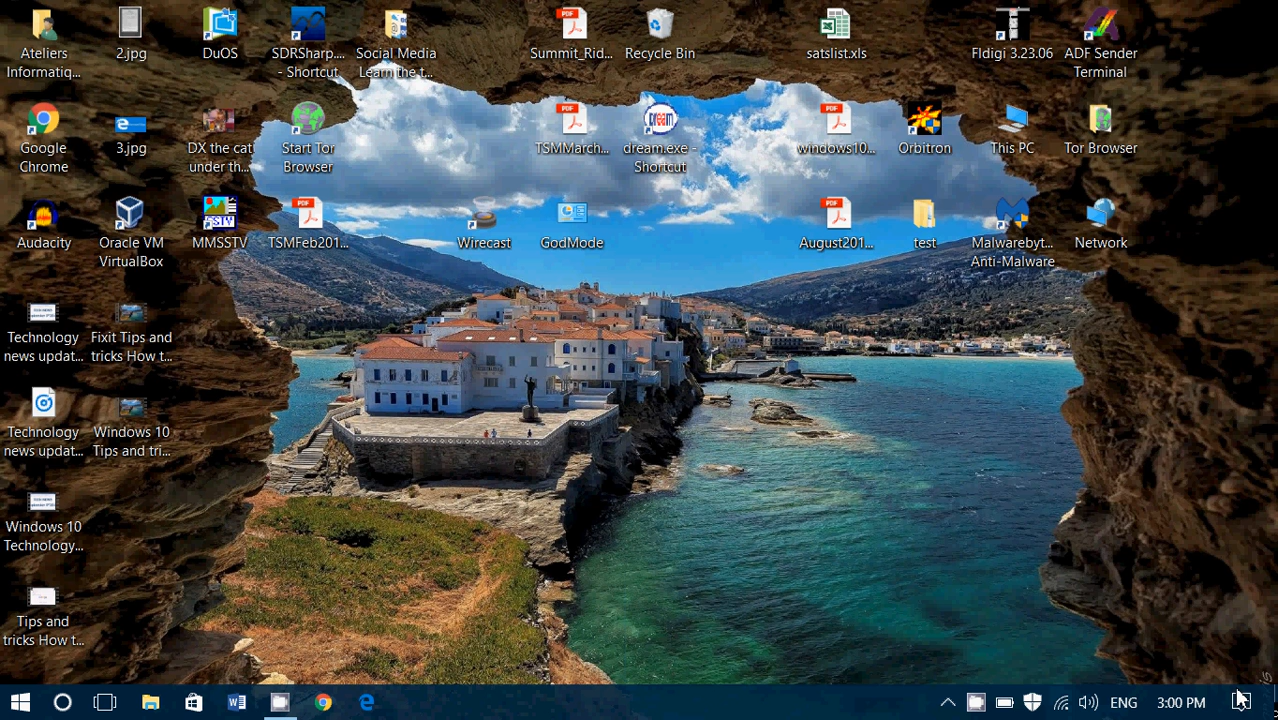 Ateliers
Informatiq...
2.jpg
DuOS
SDRSharp....
- Shortcut
Social Media
Learn the t...
Summit_Rid...
Recycle Bin
satslist.xls
Fldigi 3.23.06
ADF Sender
Terminal
Google
Chrome
3.jpg
DX the cat
under th...
Start Tor
Browser
TSMMarch...
dream.exe -
Shortcut
windows10...
Orbitron
This PC
Tor Browser
Audacity
Oracle VM
VirtualBox
MMSSTV
TSMFeb201...
Wirecast
GodMode
August201...
test
Malwarebyt...
Anti-Malware
Network
Technology
news updat...
Fixit Tips and
tricks How t...
Technology
news updat...
Windows 10
Tips and tri...
Windows 10
Technology...
Tips and
tricks How t...
ENG
3:00 PM